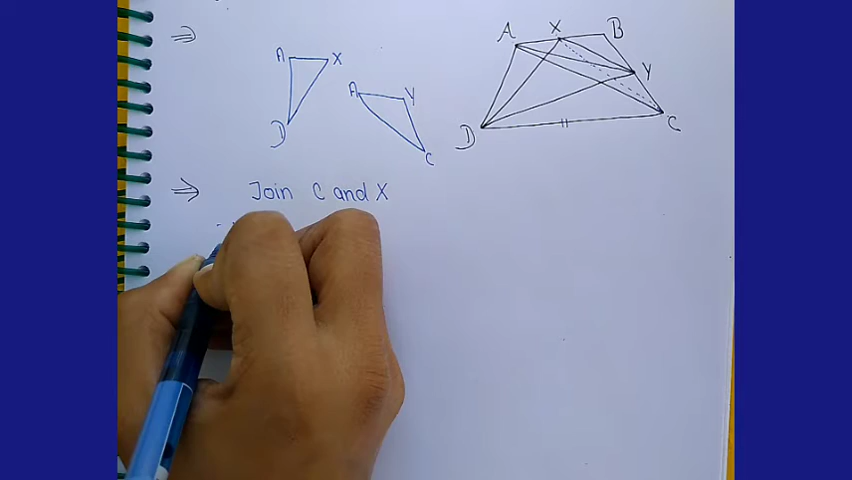 ⇒
A X B
Y
D C
A X
D
A Y
C
⇒ Join C and X